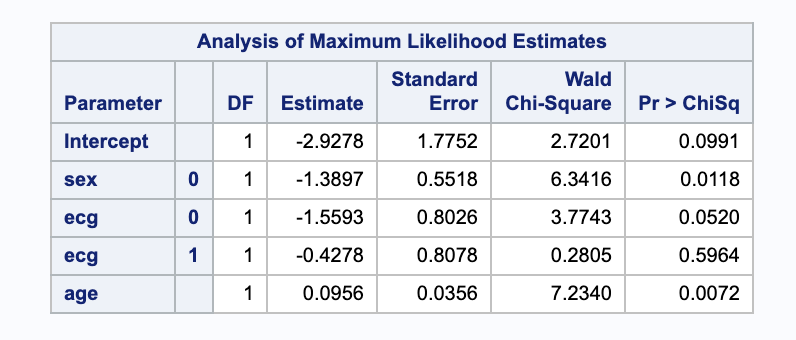 Analysis of Maximum Likelihood Estimates
Parameter DF Estimate Standard Error Wald Chi-Square Pr > ChiSq
Intercept 1 -2.9278 1.7752 2.7201 0.0991
sex 0 1 -1.3897 0.5518 6.3416 0.0118
ecg 0 1 -1.5593 0.8026 3.7743 0.0520
ecg 1 1 -0.4278 0.8078 0.2805 0.5964
age 1 0.0956 0.0356 7.2340 0.0072